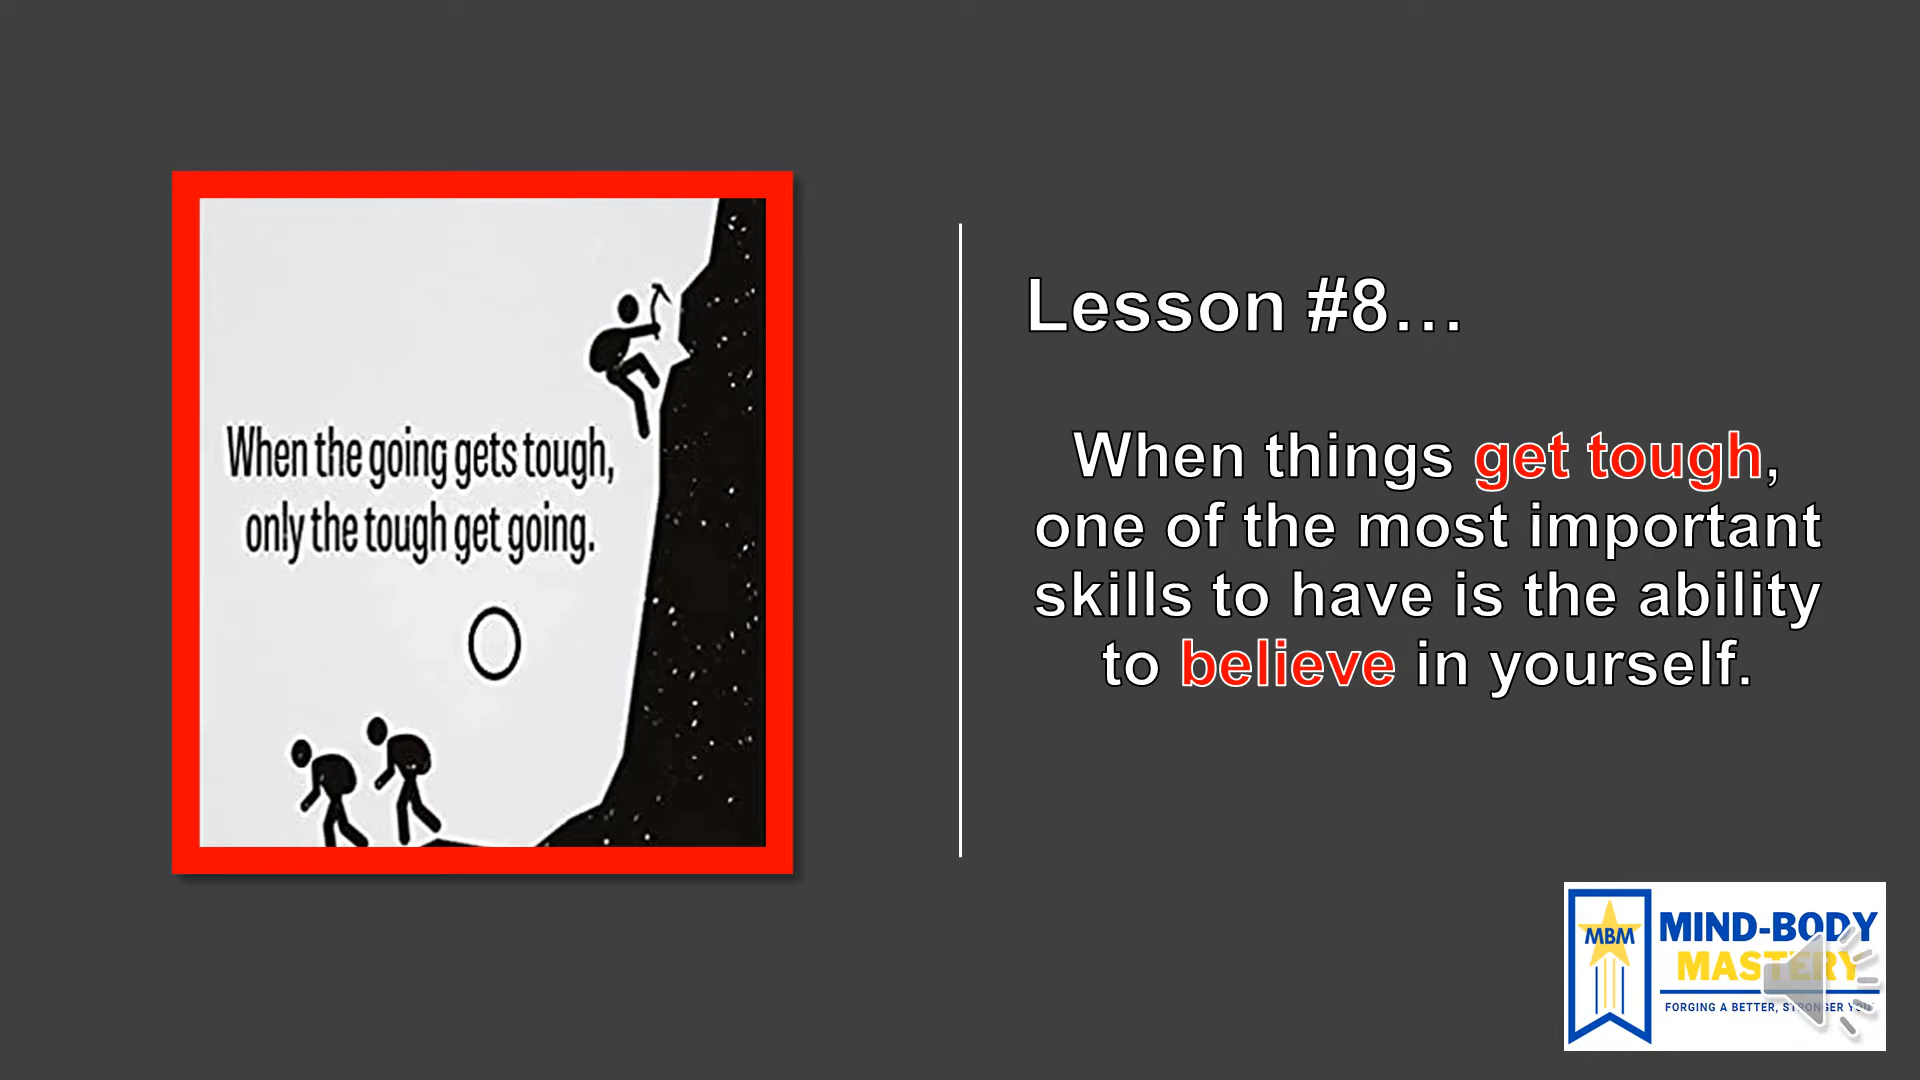 When the going gets tough,
only the tough get going.
Lesson #8...
When things get tough,
one of the most important
skills to have is the ability
to believe in yourself.
MBM
MIND-BODY
MASTERY
FORGING A BETTER, STRONGER YOU